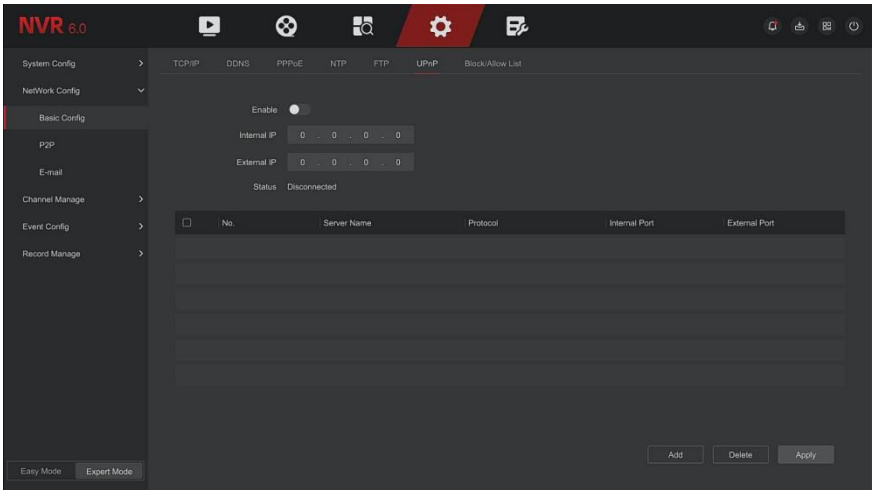 NVR 6.0
System Config
NetWork Config
Basic Config
P2P
E-mail
Channel Manage
Event Config
Record Manage
Easy Mode Expert Mode
TCP/IP DDNS PPPoE NTP FTP UPnP Block/Allow List
Enable
Internal IP 0 . 0 . 0 . 0
External IP 0 . 0 . 0 . 0
Status Disconnected
No. Server Name Protocol Internal Port External Port
Add Delete Apply